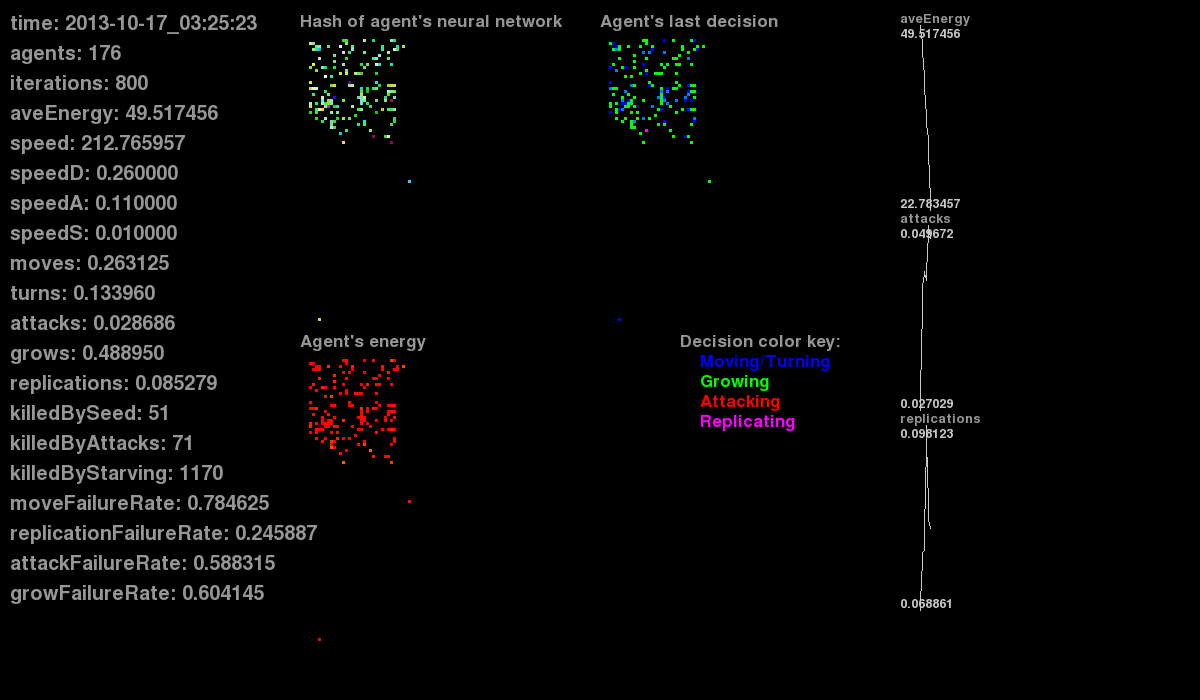 time: 2013-10-17_03:25:23
agents: 176
iterations: 800
aveEnergy: 49.517456
speed: 212.765957
speedD: 0.260000
speedA: 0.110000
speedS: 0.010000
moves: 0.263125
turns: 0.133960
attacks: 0.028686
grows: 0.488950
replications: 0.085279
killedBySeed: 51
killedByAttacks: 71
killedByStarving: 1170
moveFailureRate: 0.784625
replicationFailureRate: 0.245887
attackFailureRate: 0.588315
growFailureRate: 0.604145
Hash of agent's neural network
Agent's last decision
Agent's energy
Decision color key:
Moving/Turning
Growing
Attacking
Replicating
aveEnergy
49.517456
22.783457
attacks
0.049672
0.027029
replications
0.096123
0.068861